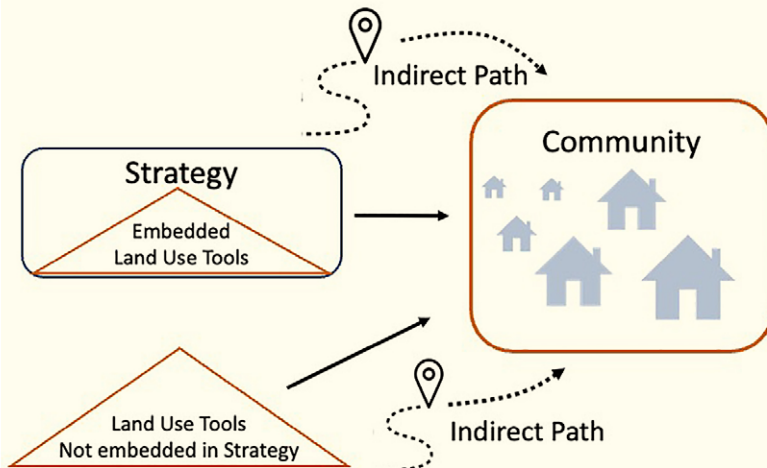 Indirect Path
Community
Strategy
Embedded
Land Use Tools
Land Use Tools
Not embedded in Strategy
Indirect Path